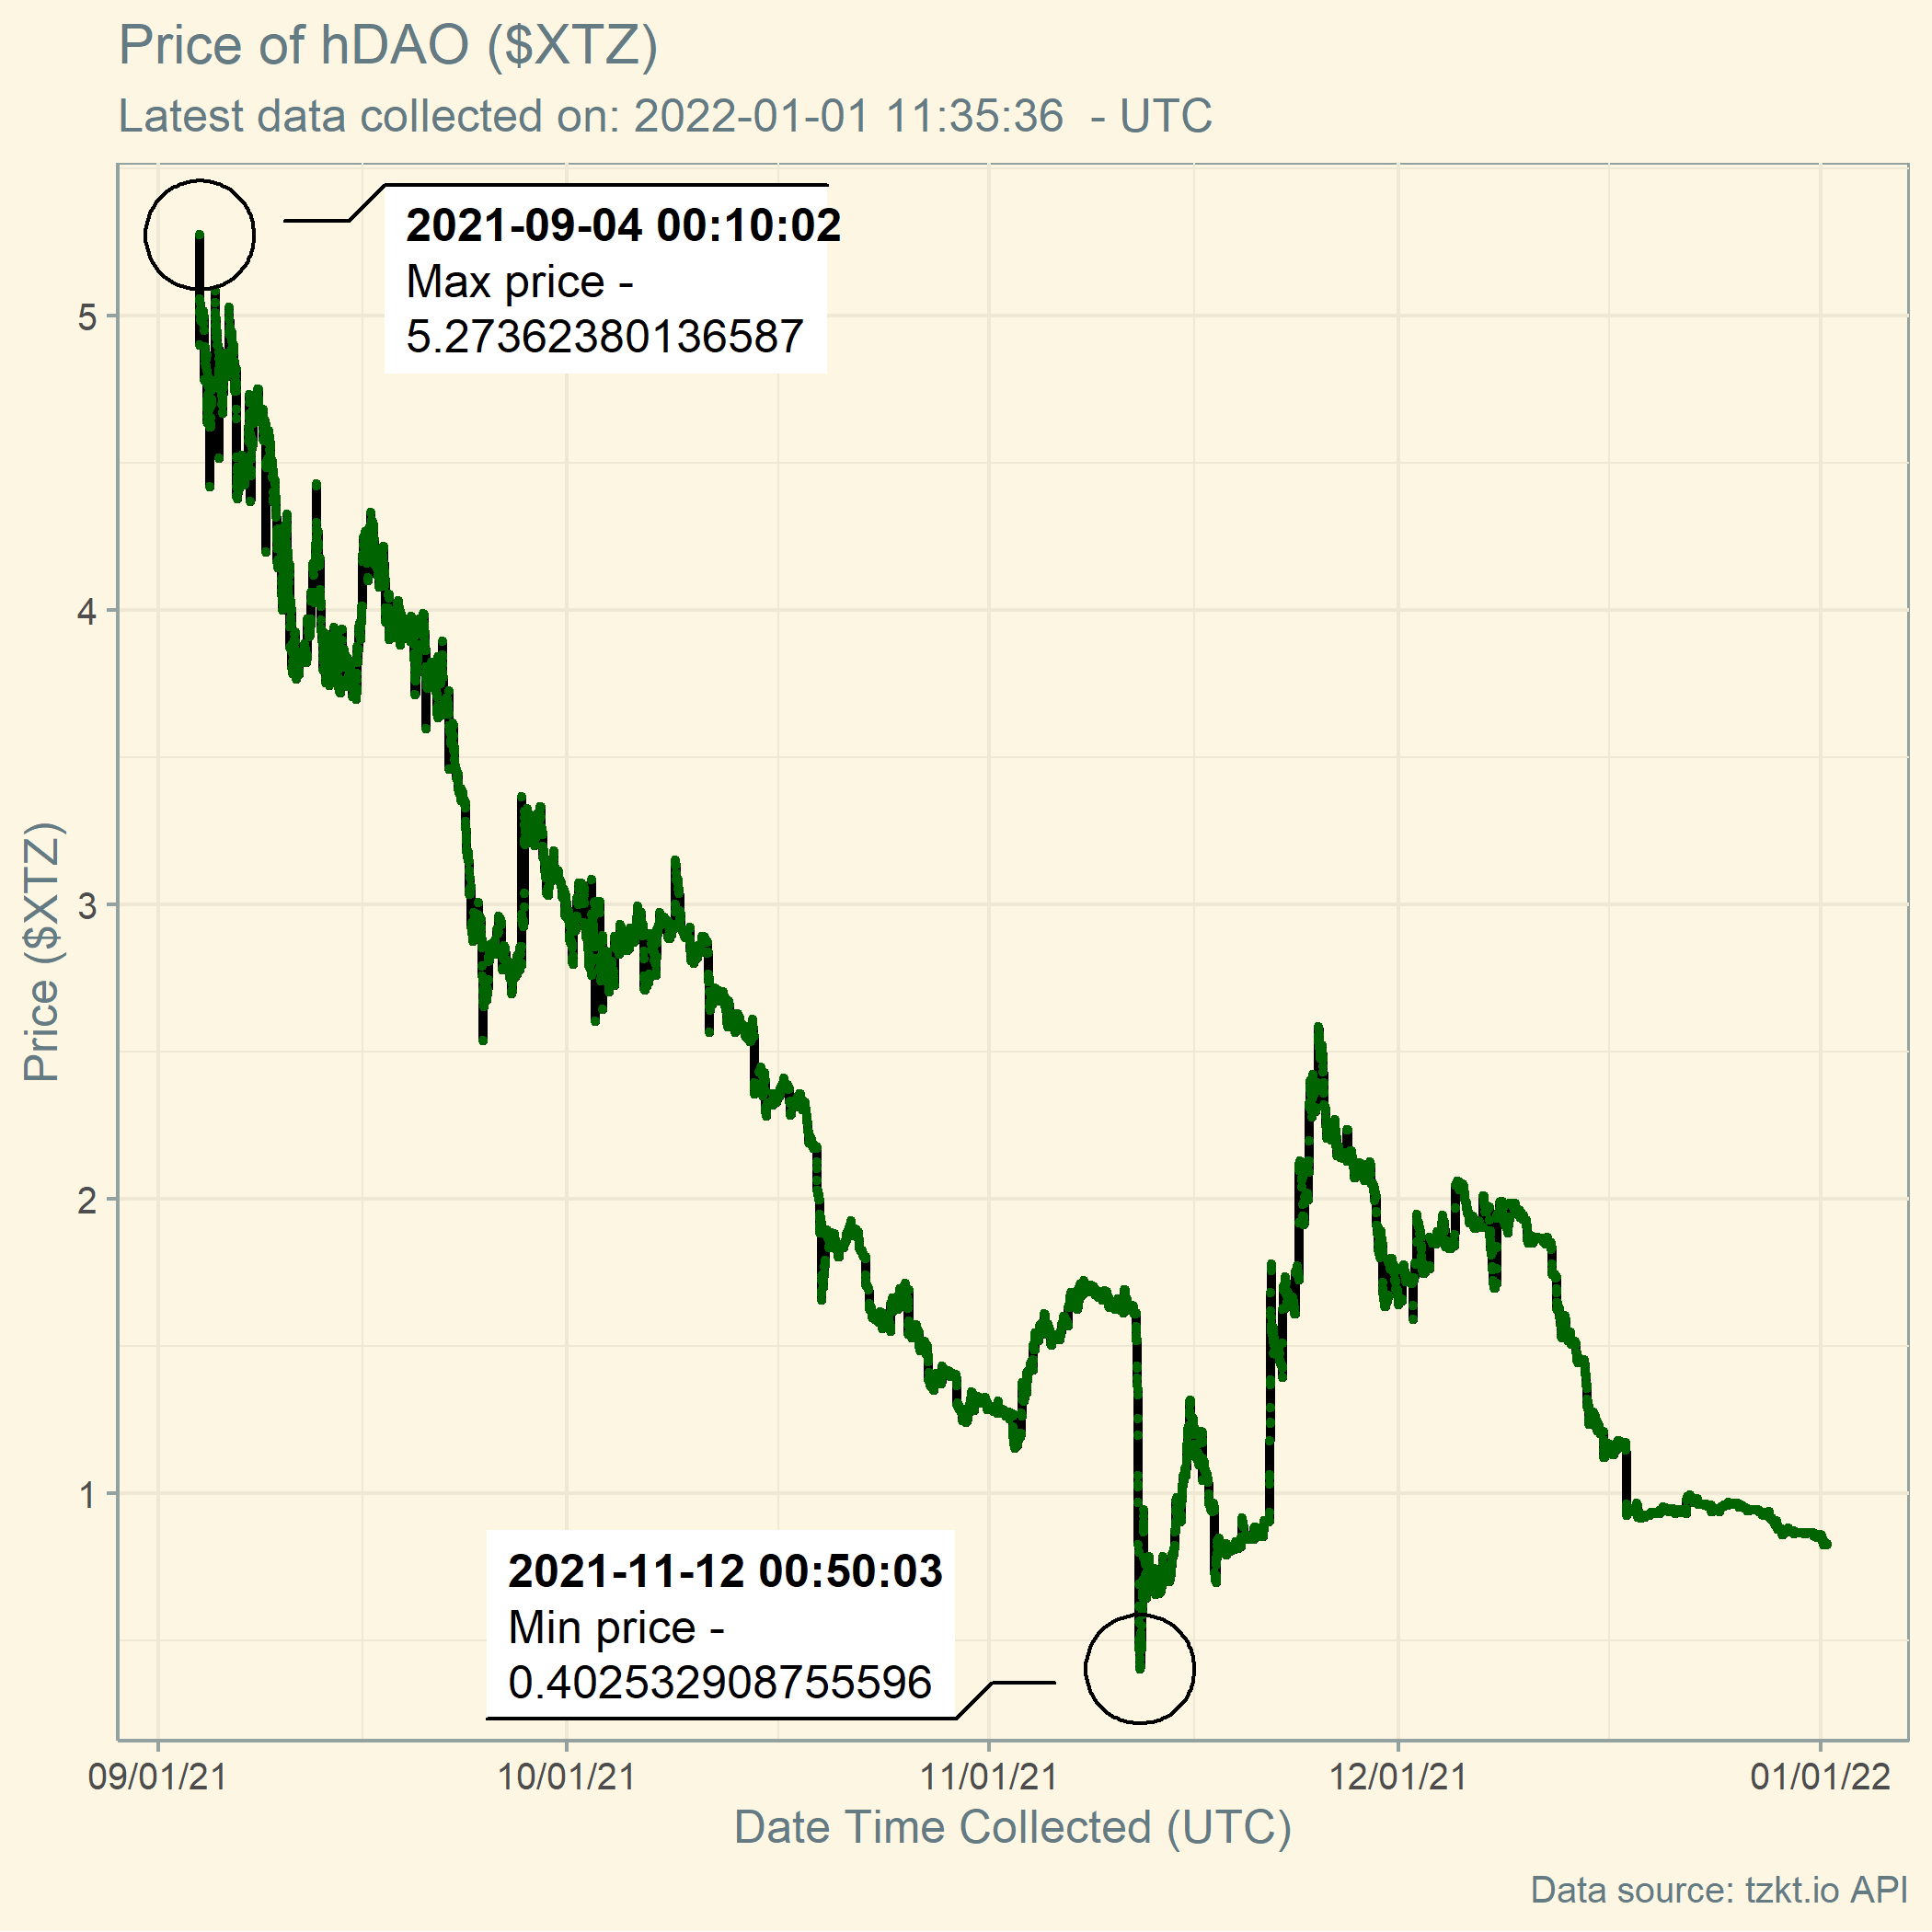 Price of hDAO ($XTZ)
Latest data collected on: 2022-01-01 11:35:36  - UTC
2021-09-04 00:10:02
Max price -
5.27362380136587
5
4
3
2
1
Price ($XTZ)
2021-11-12 00:50:03
Min price -
0.402532908755596
09/01/21 10/01/21 11/01/21 12/01/21 01/01/22
Date Time Collected (UTC)
Data source: tzkt.io API